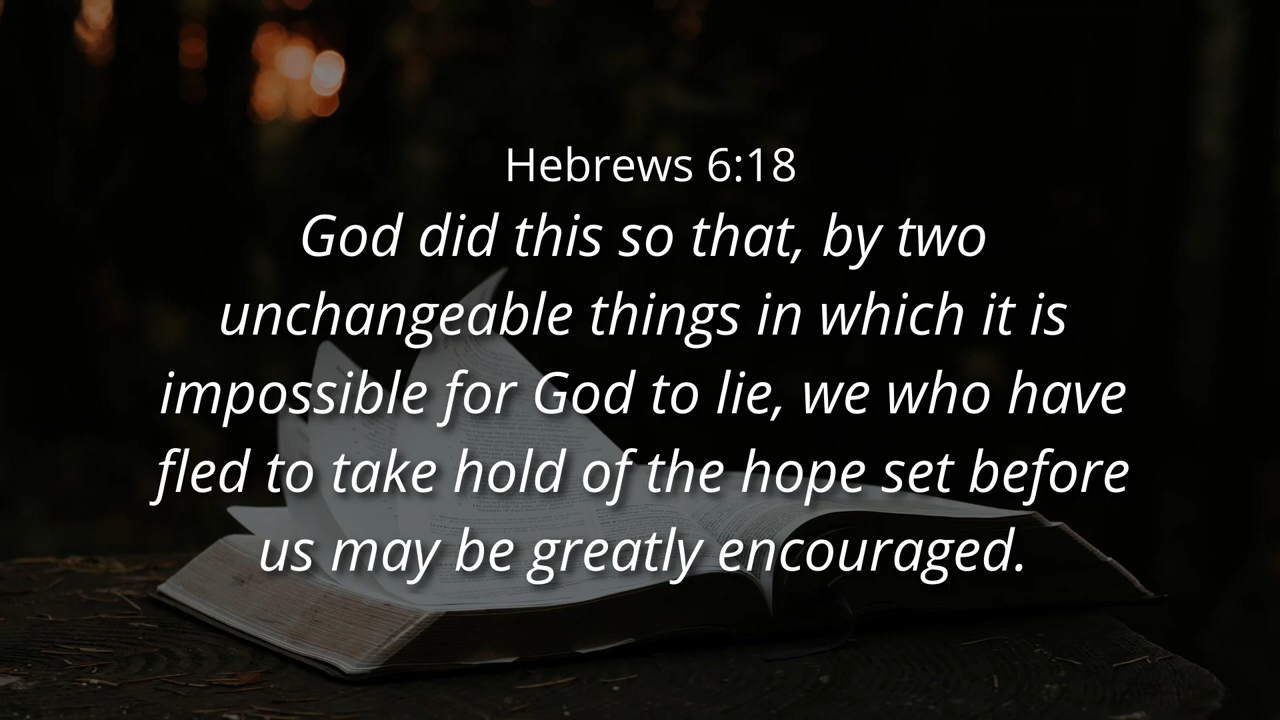 Hebrews 6:18
God did this so that, by two
unchangeable things in which it is
impossible for God to lie, we who have
fled to take hold of the hope set before
us may be greatly encouraged.